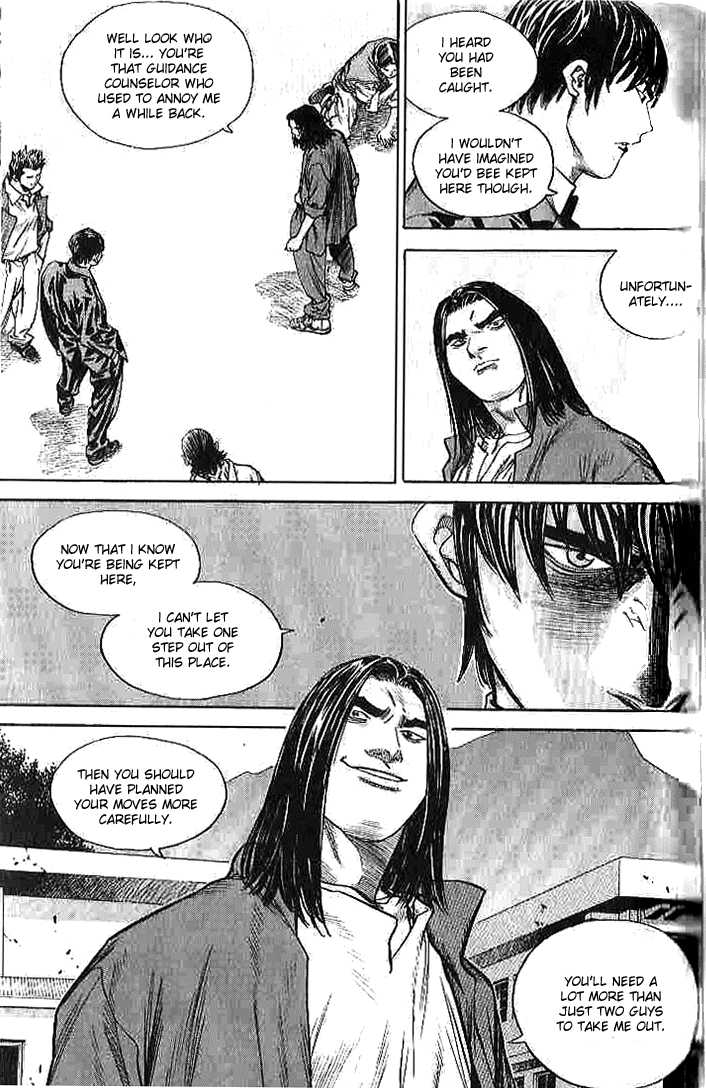 WELL LOOK WHO
IT IS... YOU'RE
THAT GUIDANCE
COUNSELOR WHO
USED TO ANNOY ME
A WHILE BACK.
I HEARD
YOU HAD
BEEN
CAUGHT.
I WOULDN'T
HAVE IMAGINED
YOU'D BEE KEPT
HERE THOUGH.
UNFORTUN-
ATELY....
NOW THAT I KNOW
YOU'RE BEING KEPT
HERE,
I CAN'T LET
YOU TAKE ONE
STEP OUT OF
THIS PLACE.
THEN YOU SHOULD
HAVE PLANNED
YOUR MOVES MORE
CAREFULLY.
YOU'LL NEED A
LOT MORE THAN
JUST TWO GUYS
TO TAKE ME OUT.